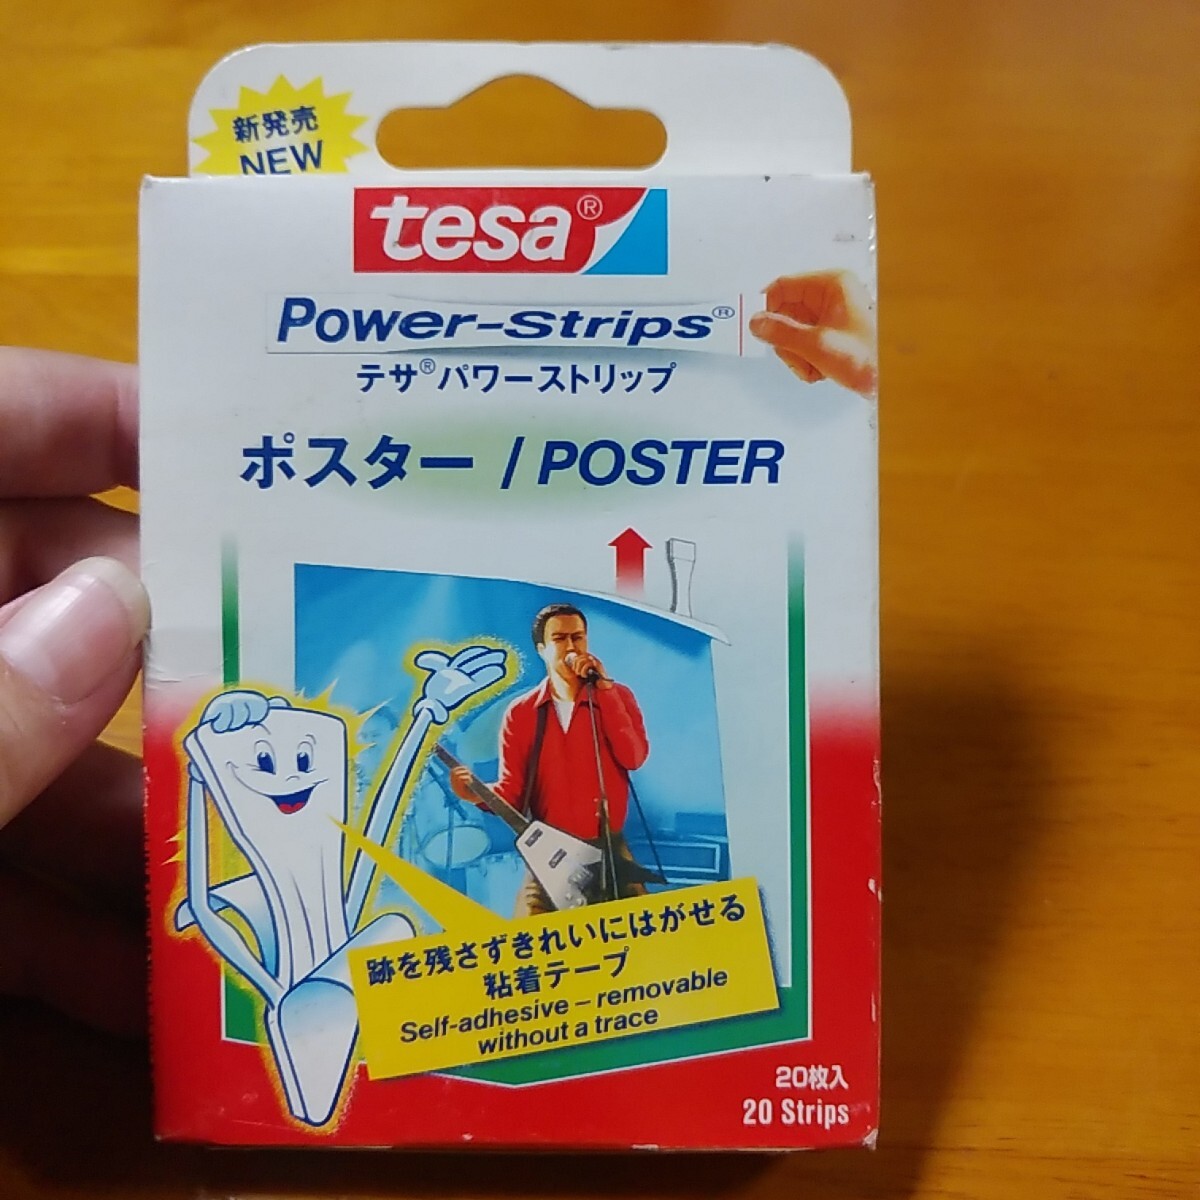 新発売
NEW
tesa®
Power-Strips®
テサ®パワーストリップ
ポスター / POSTER
跡を残さずきれいにはがせる
粘着テープ
Self-adhesive – removable
without a trace
20枚入
20 Strips